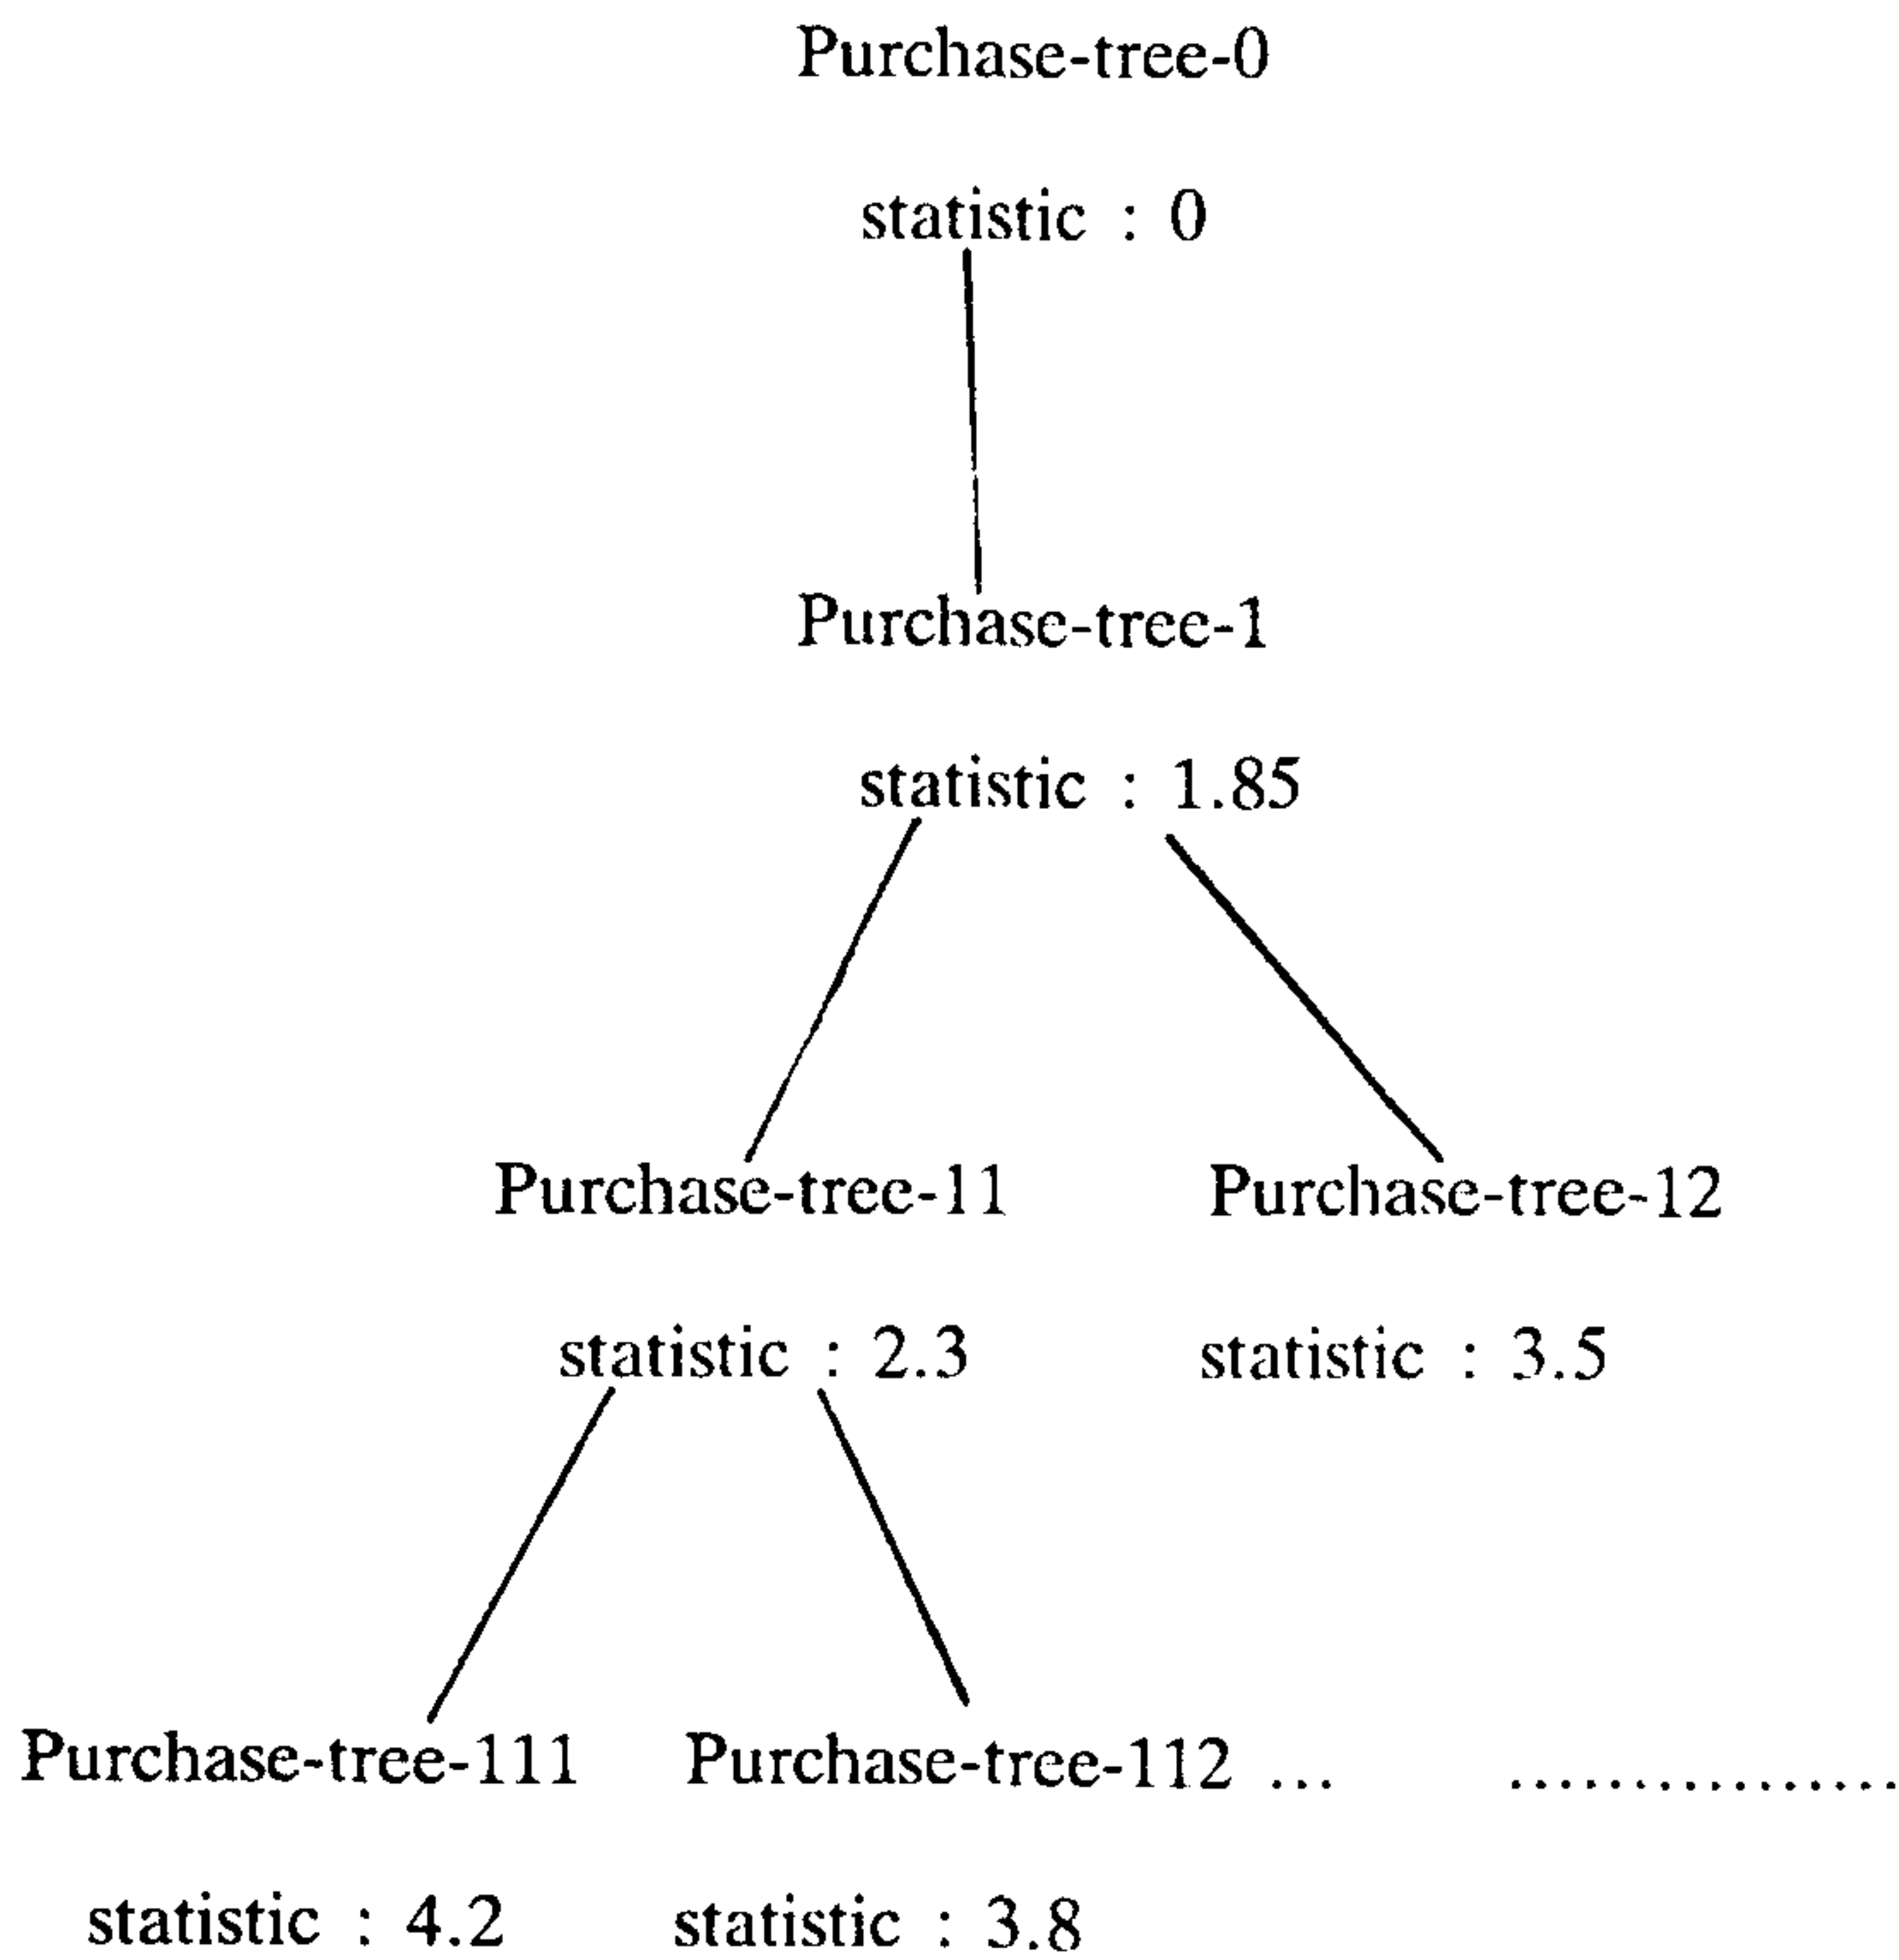 Purchase-tree-0
statistic : 0
Purchase-tree-1
statistic : 1.85
Purchase-tree-11 Purchase-tree-12
statistic : 2.3 statistic : 3.5
Purchase-tree-111 Purchase-tree-112 ... ................
statistic : 4.2 statistic : 3.8